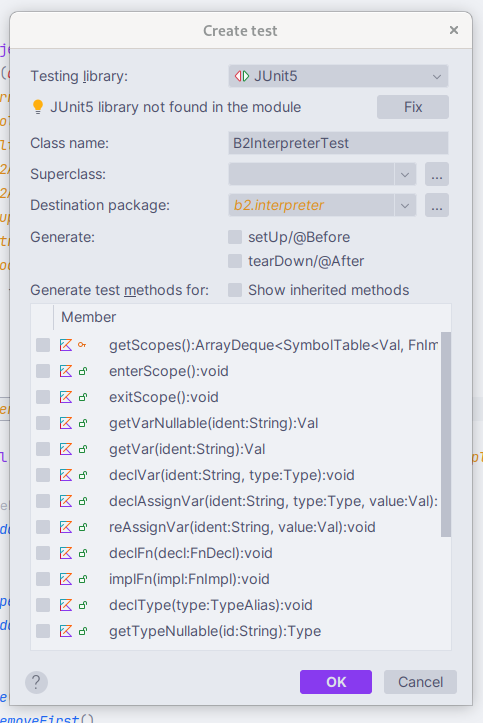 Create test
Testing library:
JUnit5
JUnit5 library not found in the module
Fix
Class name:
B2InterpreterTest
Superclass:
...
Destination package:
b2.interpreter
...
Generate:
setUp/@Before
tearDown/@After
Generate test methods for:
Show inherited methods
Member
getScopes():ArrayDeque<SymbolTable<Val, FnIm
enterScope():void
exitScope():void
getVarNullable(ident:String):Val
getVar(ident:String):Val
declVar(ident:String, type:Type):void
declAssignVar(ident:String, type:Type, value:Val):
reAssignVar(ident:String, value:Val):void
declFn(decl:FnDecl):void
implFn(impl:FnImpl):void
declType(type:TypeAlias):void
getTypeNullable(id:String):Type
?
OK
Cancel
removeFirst()